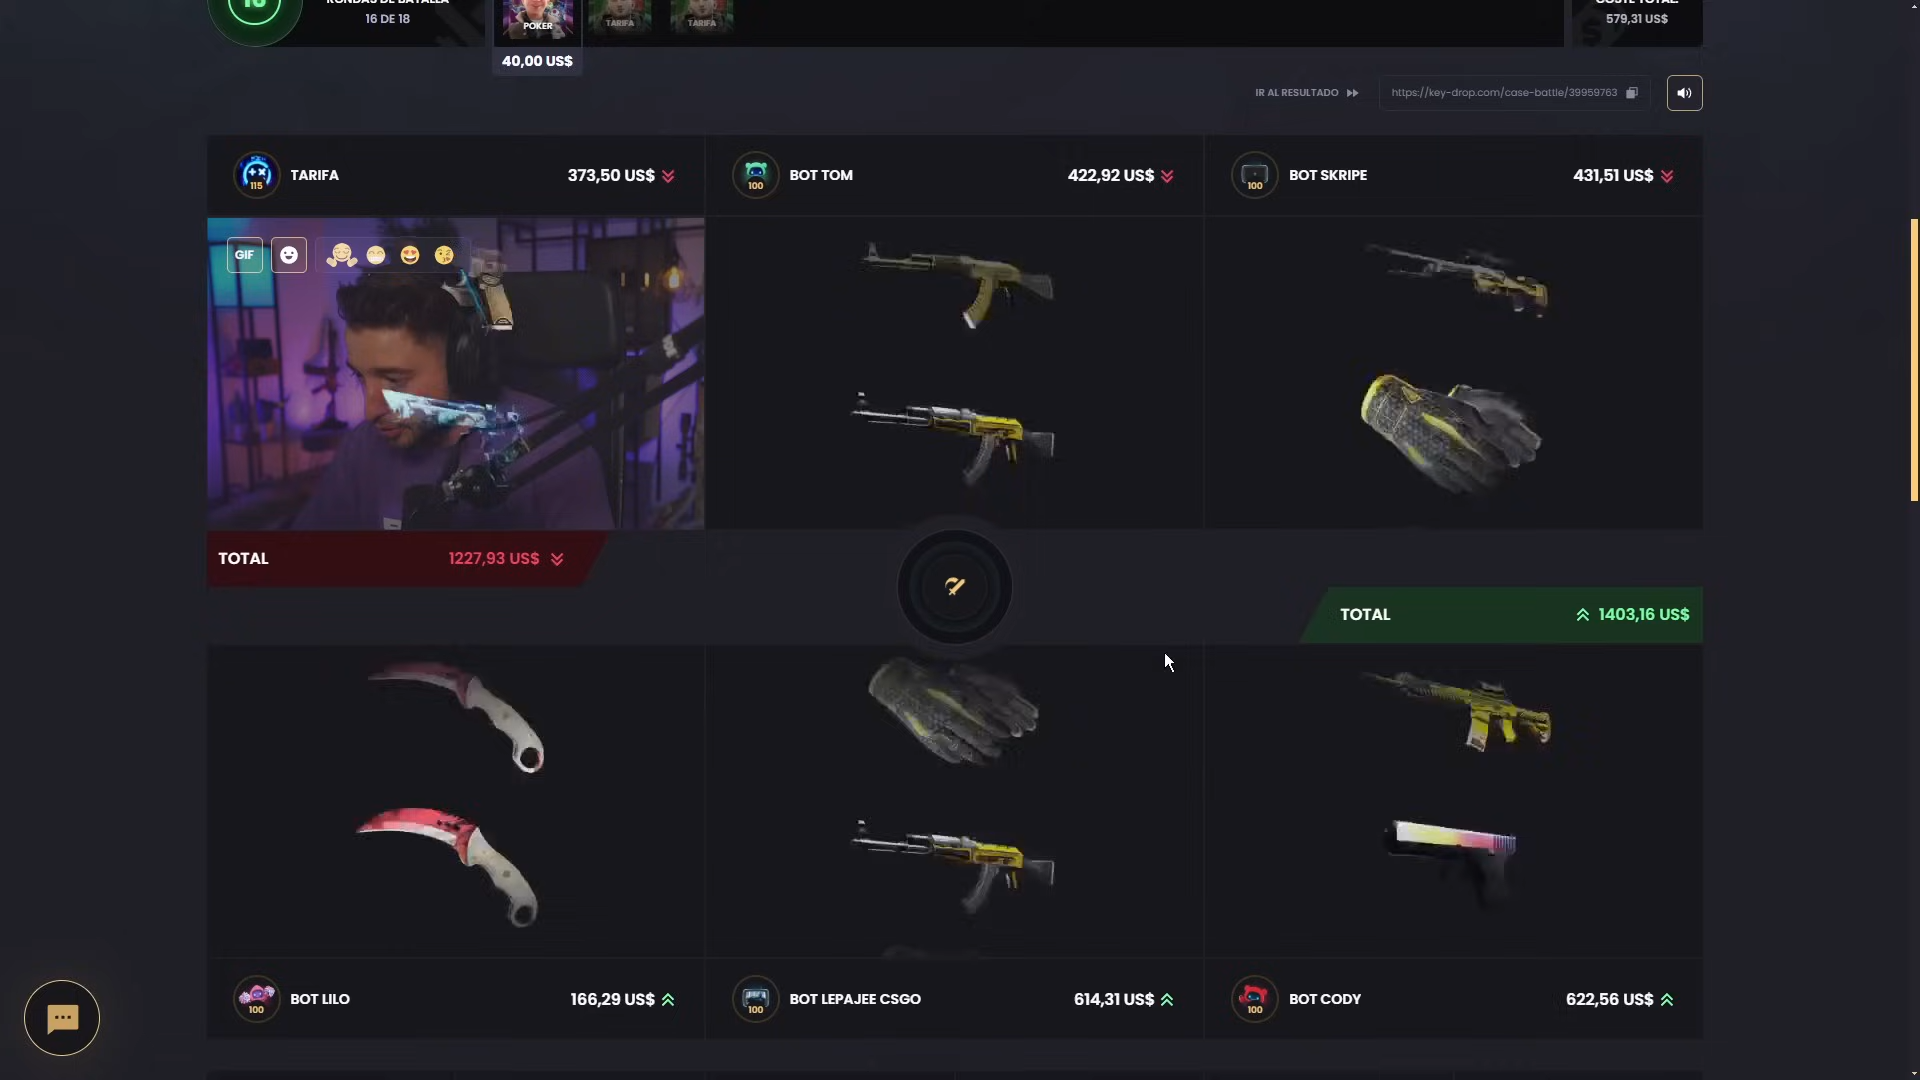 16 DE 18
579,31 US$
POKER
TARIFA
TARIFA
40,00 US$
IR AL RESULTADO
https://key-drop.com/case-battle/39959763
115
TARIFA
373,50 US$
100
BOT TOM
422,92 US$
100
BOT SKRIPE
431,51 US$
GIF
TOTAL
1227,93 US$
TOTAL
1403,16 US$
100
BOT LILO
166,29 US$
100
BOT LEPAJEE CSGO
614,31 US$
100
BOT CODY
622,56 US$